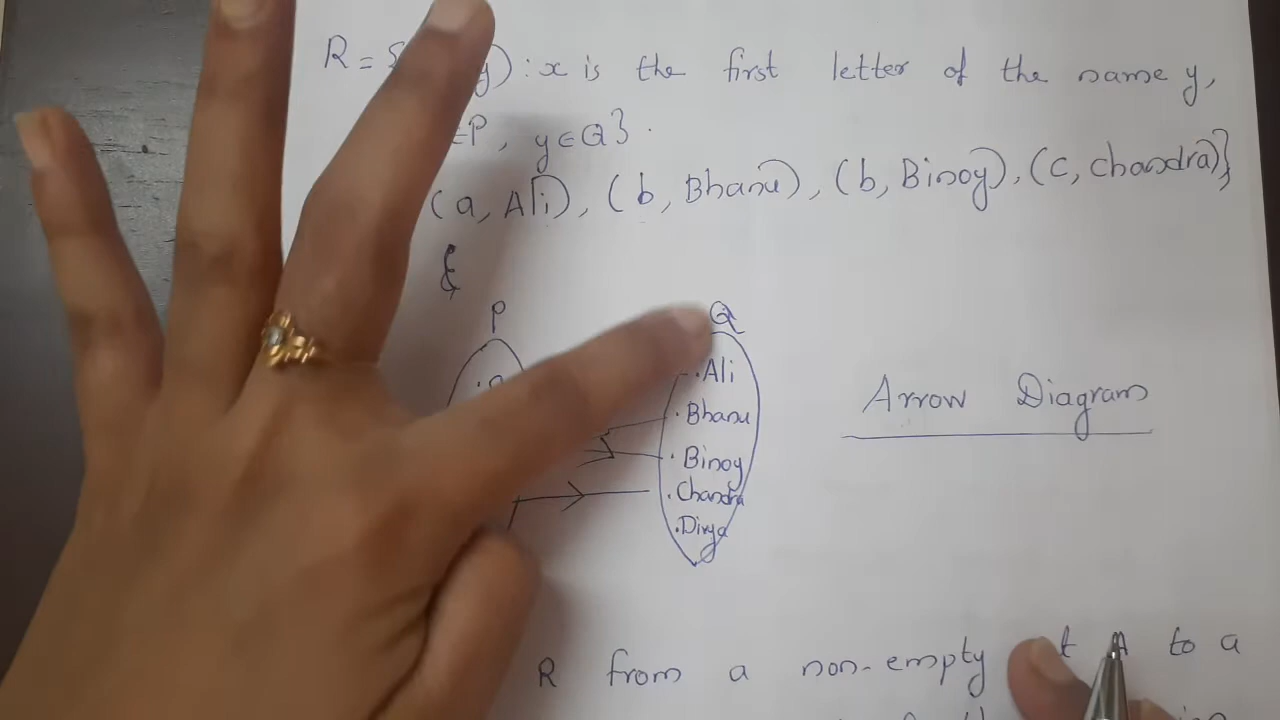 R = {y) : x is the first letter of the name y,
∈P, y∈Q}.
(a, Ali), (b, Bhanu), (b, Binoy), (c, Chandra)}
P Q
.Ali
.Bhanu
Arrow Diagram
.Binoy
.Chandra
.Divya
R from a non-empty A to a